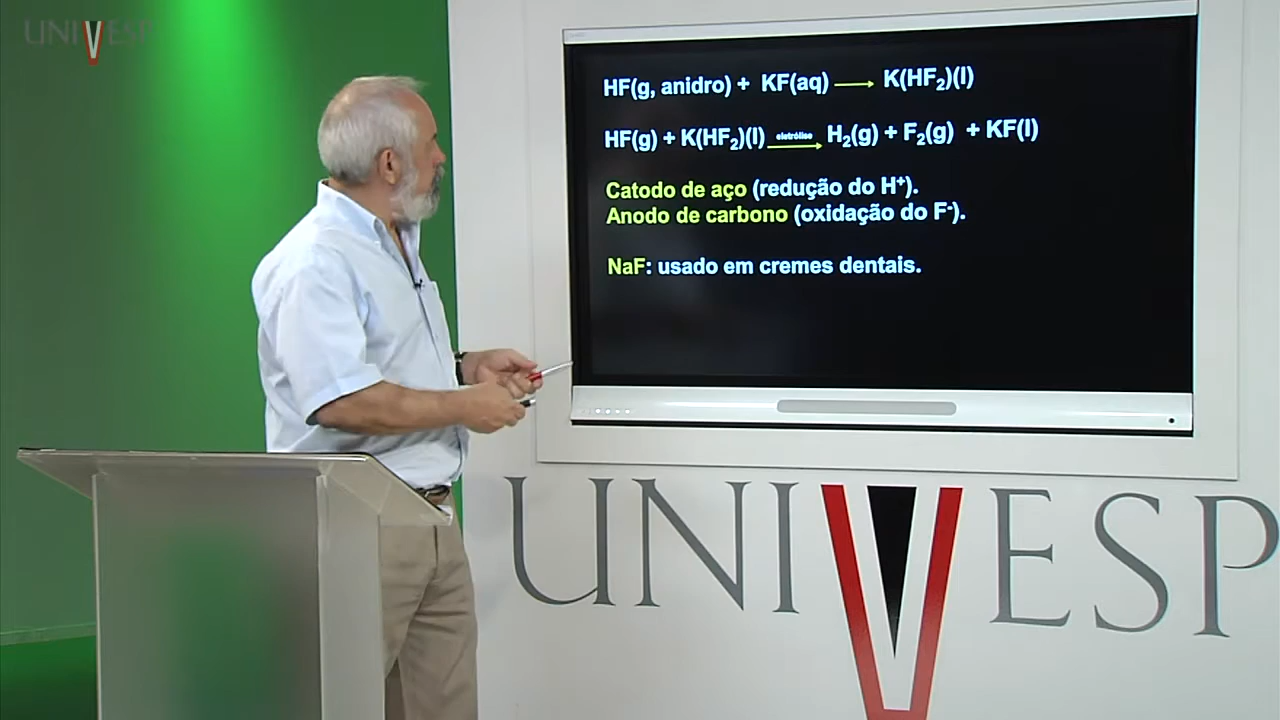 UNIVESP
HF(g, anidro) + KF(aq) ⟶ K(HF₂)(l)
HF(g) + K(HF₂)(l) eletrólise ⟶ H₂(g) + F₂(g) + KF(l)
Catodo de aço (redução do H⁺).
Anodo de carbono (oxidação do F⁻).
NaF: usado em cremes dentais.
UNIVESP